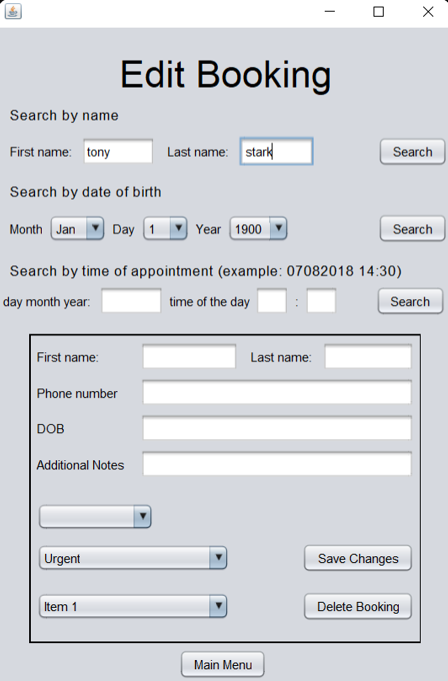 Edit Booking
Search by name
First name: tony Last name: stark Search
Search by date of birth
Month Jan Day 1 Year 1900 Search
Search by time of appointment (example: 07082018 14:30)
day month year: time of the day : Search
First name: Last name:
Phone number
DOB
Additional Notes
Urgent Save Changes
Item 1 Delete Booking
Main Menu